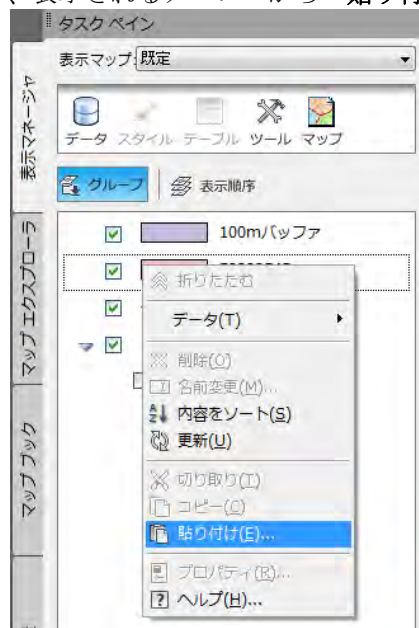 タスク ペイン
表示マップ:既定
データ スタイル テーブル ツール マップ
グループ 表示順序
表示マネージャ
マップ エクスプローラ
マップ ブック
100mバッファ
折りたたむ
データ(T)
削除(O)
名前変更(M)...
内容をソート(S)
更新(U)
切り取り(T)
コピー(C)
貼り付け(E)...
プロパティ(R)...
ヘルプ(H)...